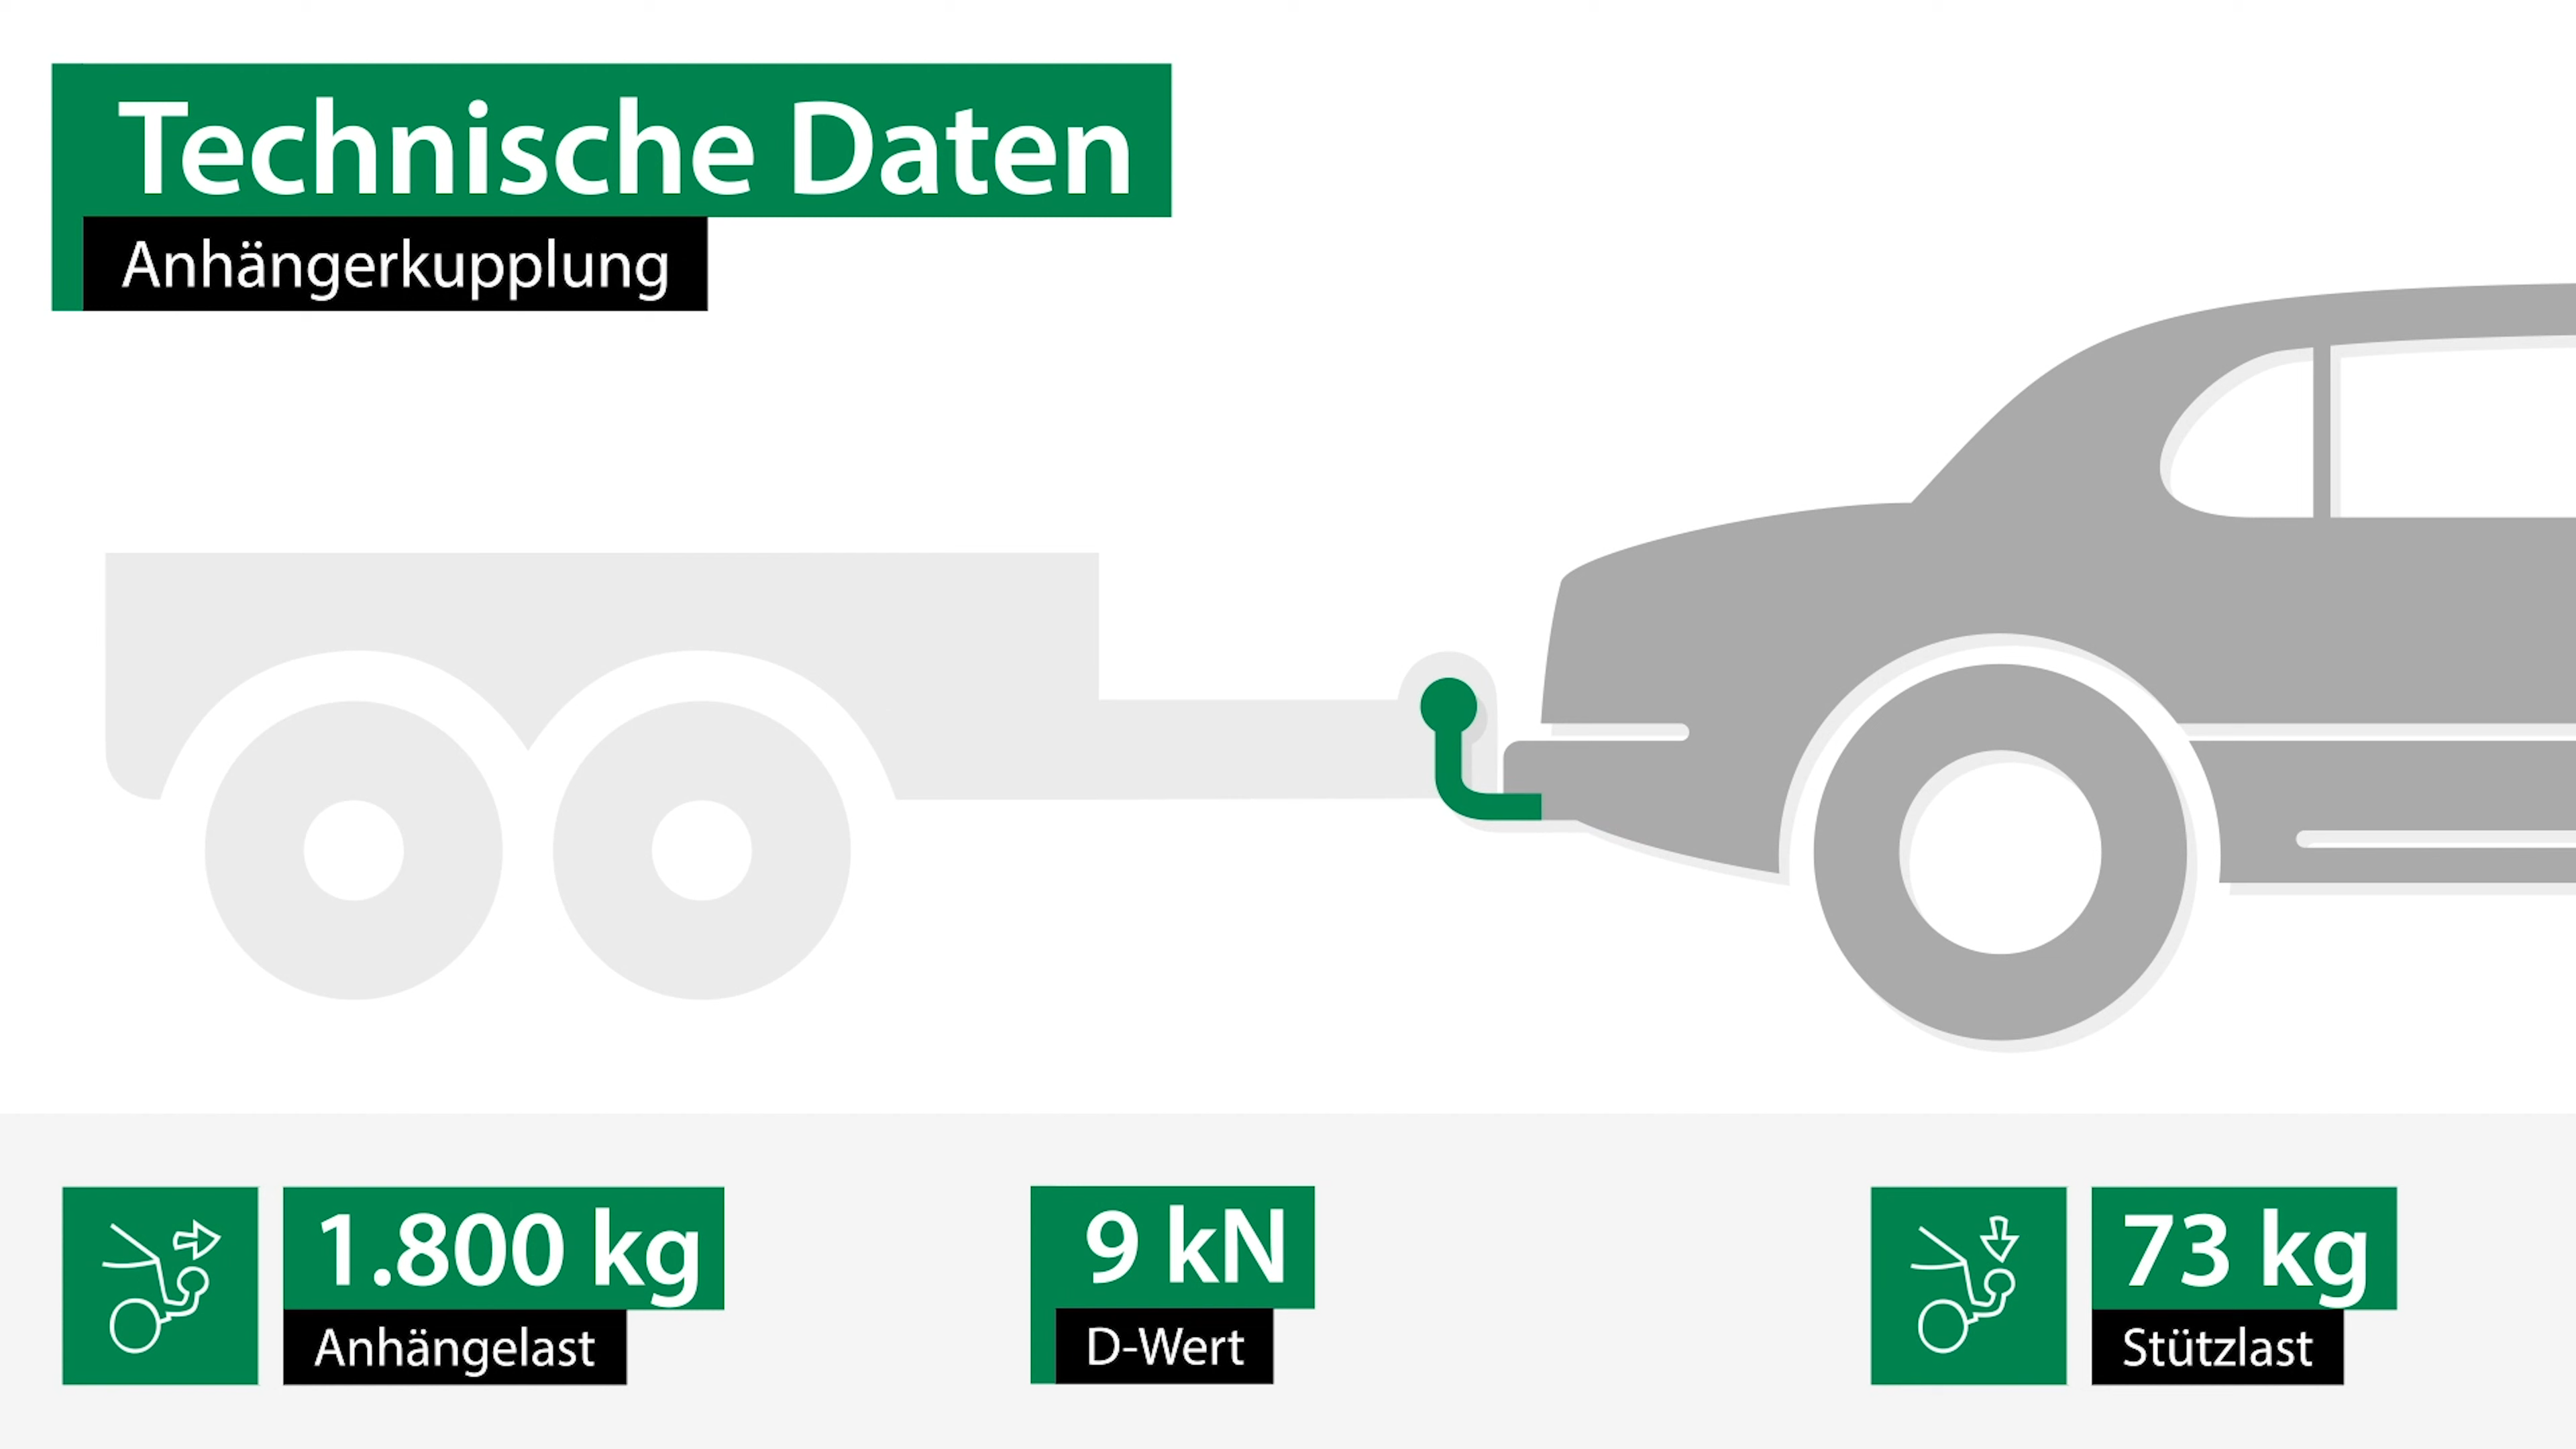 Technische Daten
Anhängerkupplung
1.800 kg
Anhängelast
9 kN
D-Wert
73 kg
Stützlast